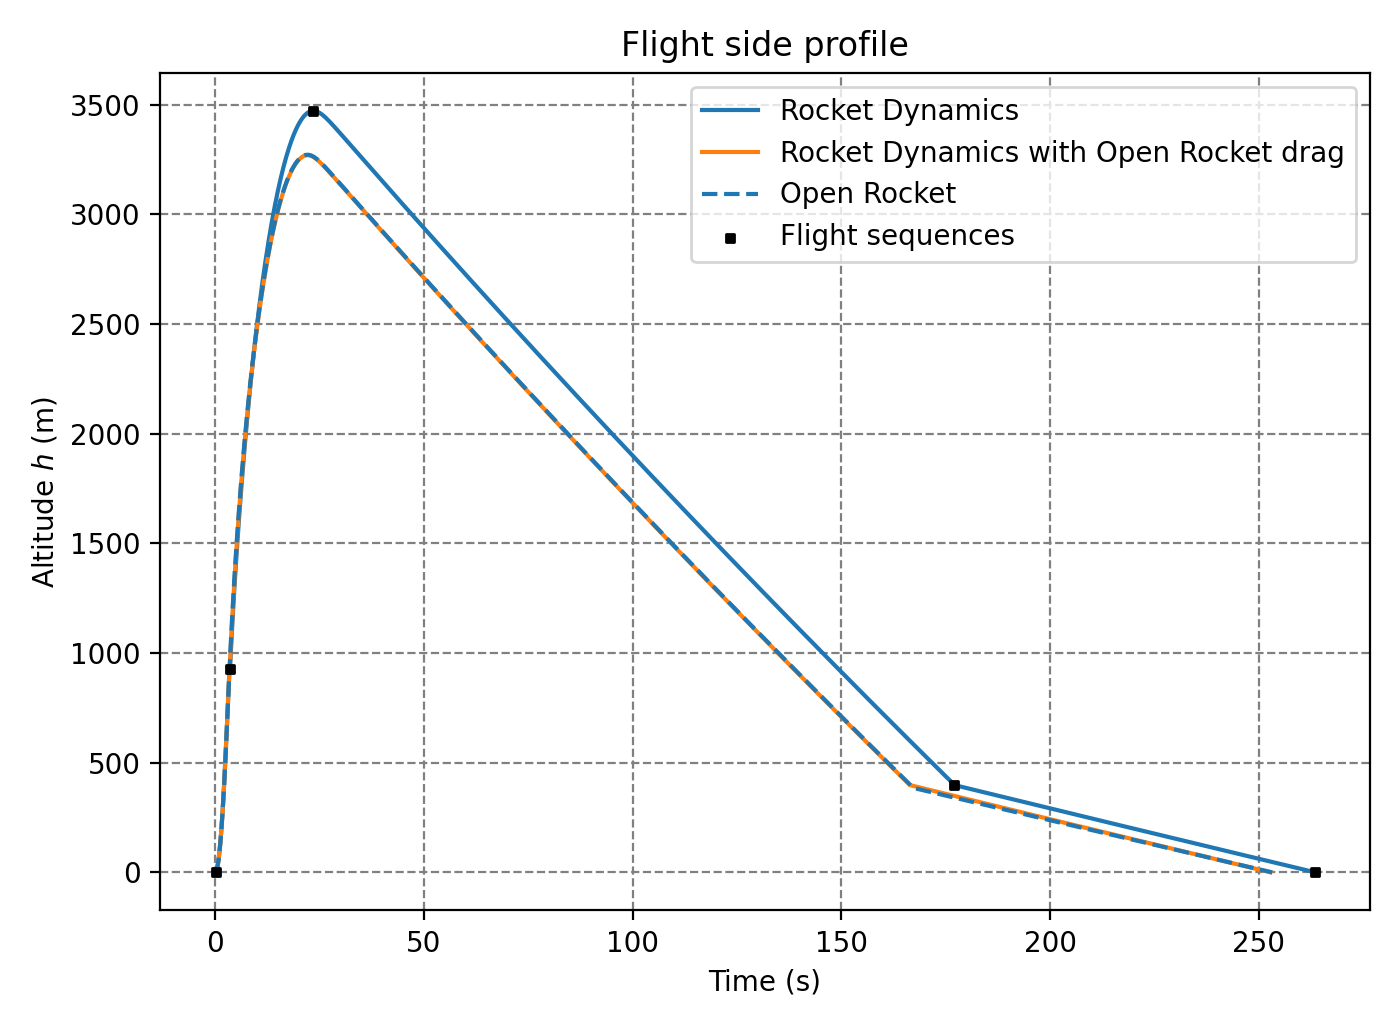 Flight side profile
Rocket Dynamics
Rocket Dynamics with Open Rocket drag
Open Rocket
Flight sequences
3500
3000
2500
2000
1500
1000
500
0
Altitude h (m)
0 50 100 150 200 250
Time (s)